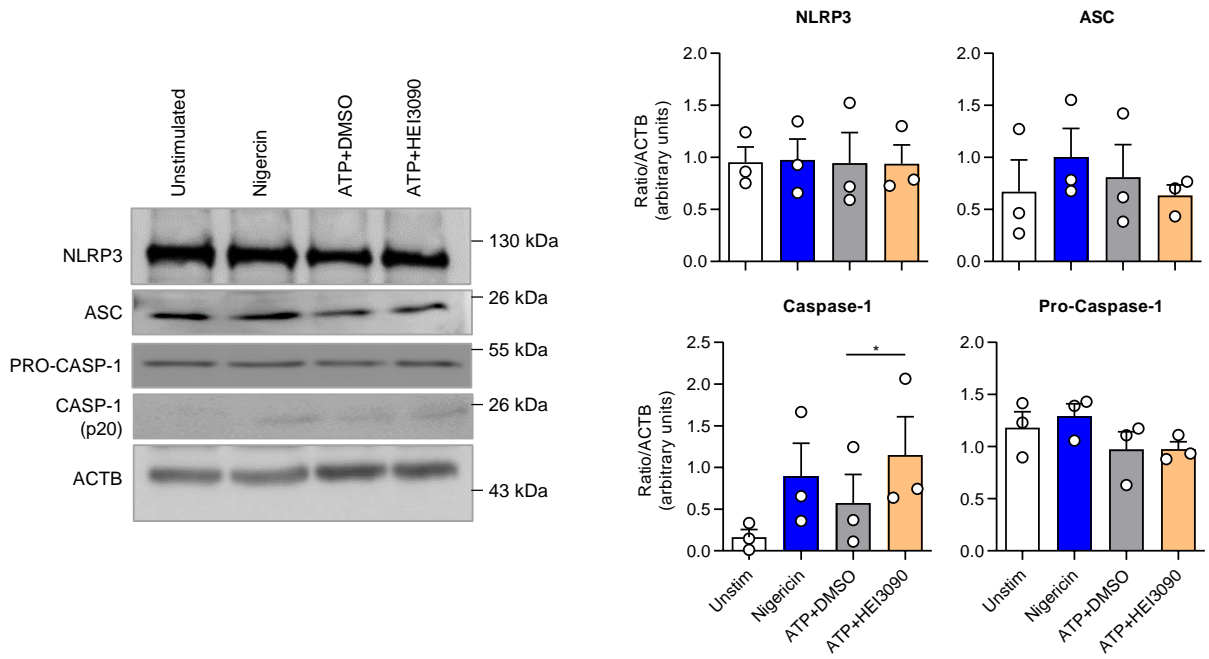 Unstimulated
Nigercin
ATP+DMSO
ATP+HEI3090
NLRP3
130 kDa
ASC
26 kDa
PRO-CASP-1
55 kDa
CASP-1
(p20)
26 kDa
ACTB
43 kDa
NLRP3
Ratio/ACTB
(arbitrary units)
2.0
1.5
1.0
0.5
0.0
ASC
2.0
1.5
1.0
0.5
0.0
Caspase-1
Ratio/ACTB
(arbitrary units)
2.5
2.0
1.5
1.0
0.5
0.0
*
Unstim
Nigericin
ATP+DMSO
ATP+HEI3090
Pro-Caspase-1
2.0
1.5
1.0
0.5
0.0
Unstim
Nigericin
ATP+DMSO
ATP+HEI3090